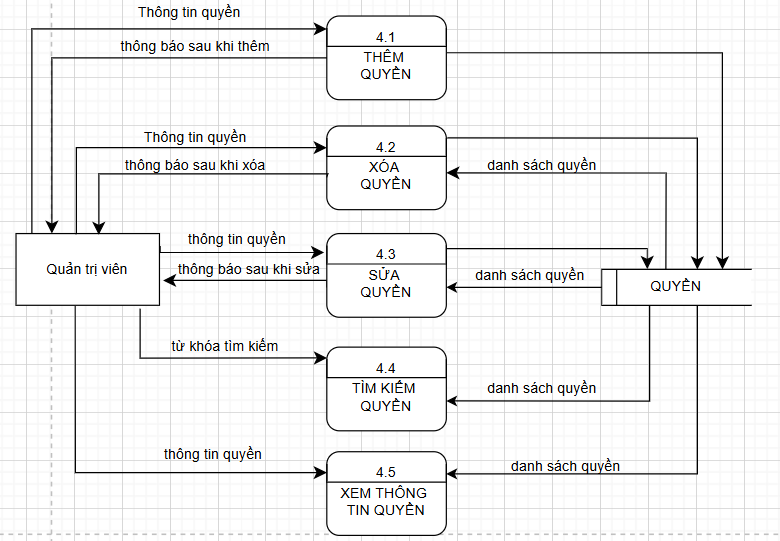 Thông tin quyền
4.1
THÊM
QUYỀN
thông báo sau khi thêm
Thông tin quyền
4.2
XÓA
QUYỀN
thông báo sau khi xóa
danh sách quyền
thông tin quyền
4.3
SỬA
QUYỀN
thông báo sau khi sửa
danh sách quyền
Quản trị viên
QUYỀN
từ khóa tìm kiếm
4.4
TÌM KIẾM
QUYỀN
danh sách quyền
thông tin quyền
4.5
XEM THÔNG
TIN QUYỀN
danh sách quyền